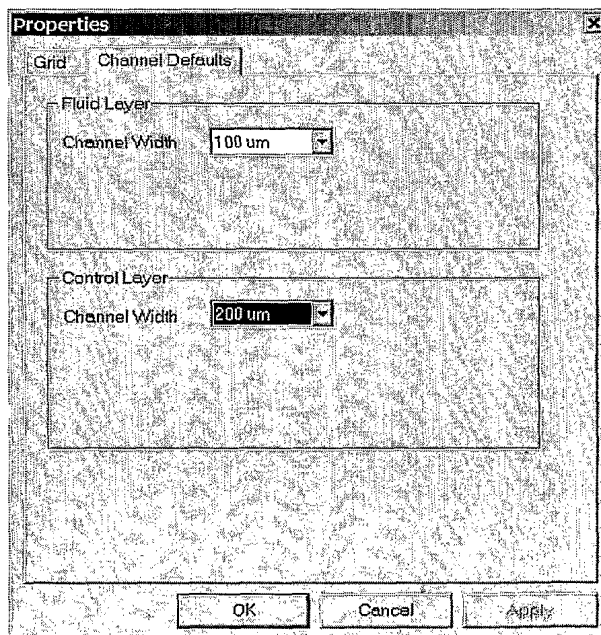 Properties
Grid Channel Defaults
Fluid Layer
Channel Width 100 um
Control Layer
Channel Width 200 um
OK Cancel Apply